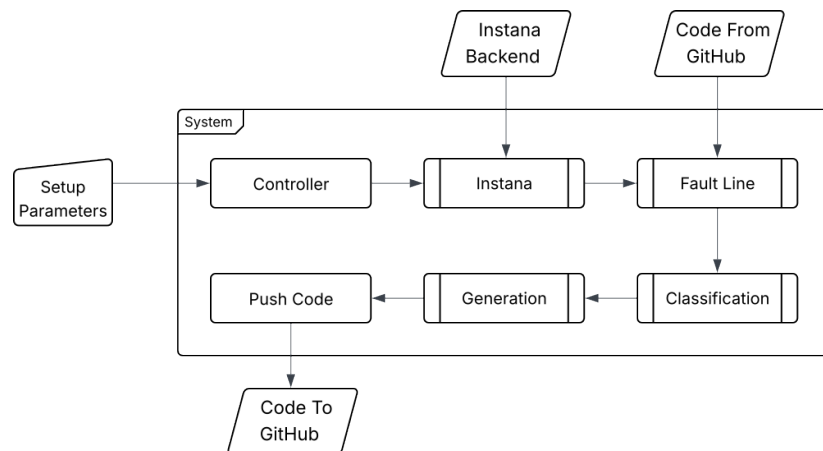 Instana
Backend
Code From
GitHub
System
Setup
Parameters
Controller
Instana
Fault Line
Push Code
Generation
Classification
Code To
GitHub